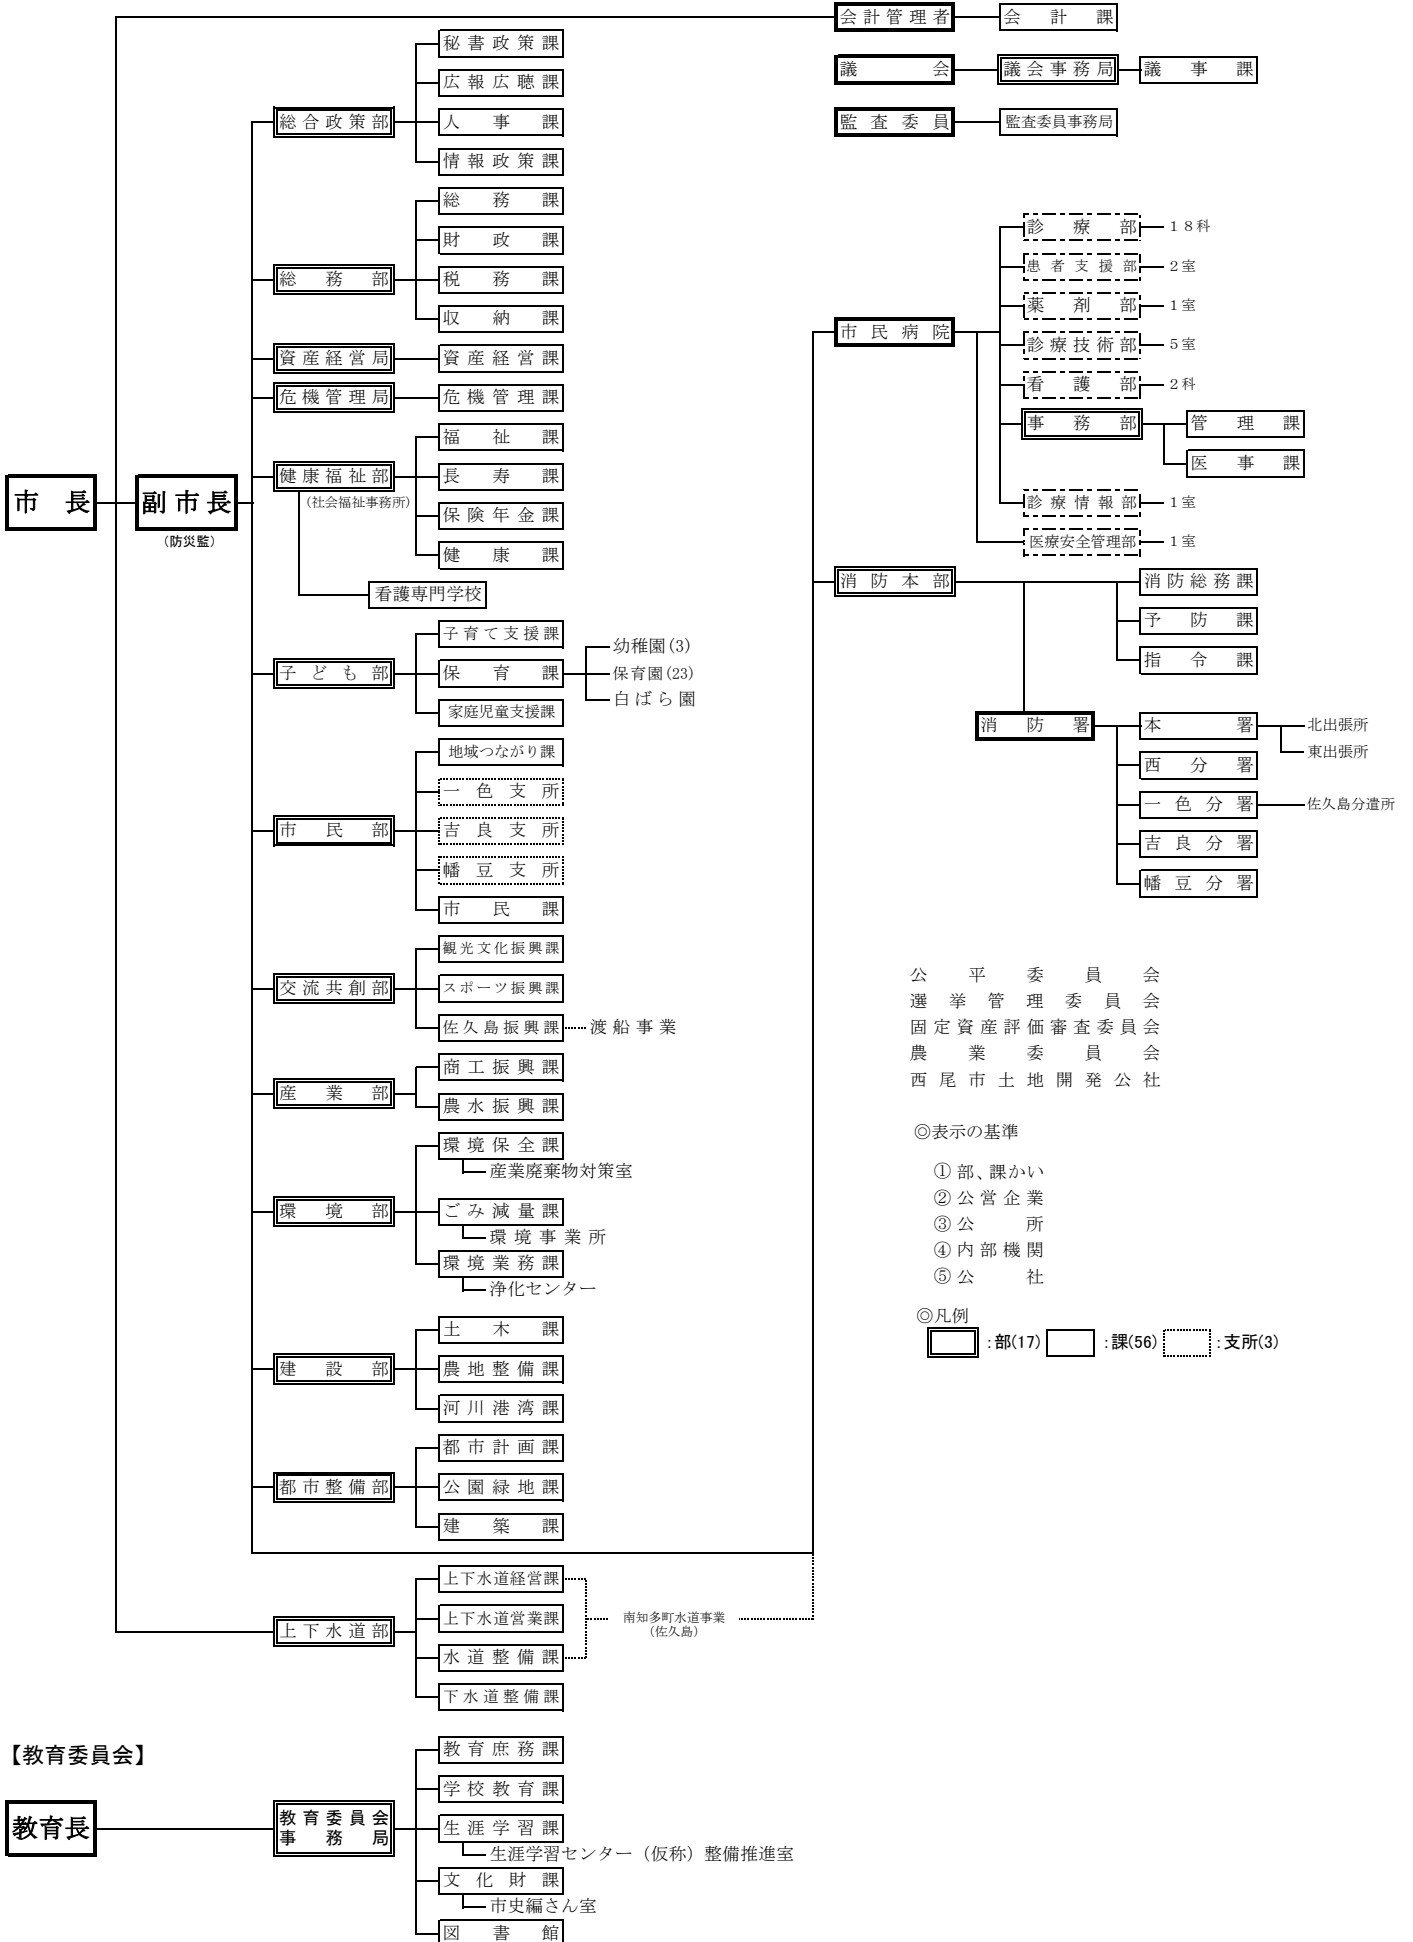 会計管理者
会計課
秘書政策課
議会
議会事務局
議事課
広報広聴課
総合政策部
人事課
監査委員
監査委員事務局
情報政策課
総務課
財政課
総務部
税務課
収納課
資産経営局
資産経営課
危機管理局
危機管理課
福祉課
健康福祉部
(社会福祉事務所)
長寿課
保険年金課
健康課
看護専門学校
市長
副市長
(防災監)
子育て支援課
子ども部
保育課
幼稚園(3)
保育園(23)
白ばら園
家庭児童支援課
地域つながり課
一色支所
市民部
吉良支所
幡豆支所
市民課
観光文化振興課
交流共創部
スポーツ振興課
佐久島振興課
渡船事業
商工振興課
産業部
農水振興課
環境保全課
産業廃棄物対策室
環境部
ごみ減量課
環境事業所
環境業務課
浄化センター
土木課
建設部
農地整備課
河川港湾課
都市計画課
都市整備部
公園緑地課
建築課
上下水道経営課
上下水道部
上下水道営業課
水道整備課
下水道整備課
南知多町水道事業
(佐久島)
診療部
18科
患者支援部
2室
薬剤部
1室
市民病院
診療技術部
5室
看護部
2科
事務部
管理課
医事課
診療情報部
1室
医療安全管理部
1室
消防本部
消防総務課
予防課
指令課
消防署
本署
北出張所
東出張所
西分署
一色分署
佐久島分遣所
吉良分署
幡豆分署
公平委員会
選挙管理委員会
固定資産評価審査委員会
農業委員会
西尾市土地開発公社
◎表示の基準
①部、課かい
②公営企業
③公所
④内部機関
⑤公社
◎凡例
:部(17) :課(56) :支所(3)
【教育委員会】
教育長
教育委員会
事務局
教育庶務課
学校教育課
生涯学習課
生涯学習センター（仮称）整備推進室
文化財課
市史編さん室
図書館